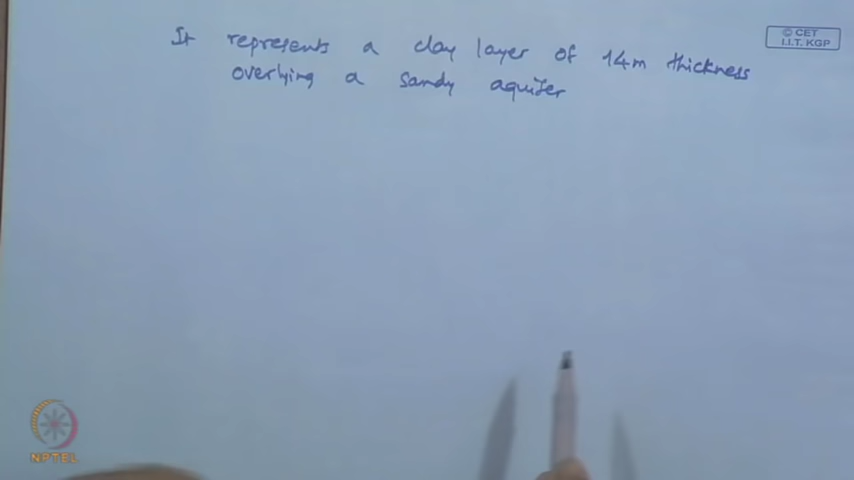 It represents a clay layer of 14m thickness
overlying a sandy aquifer
© CET
I.I.T. KGP
NPTEL